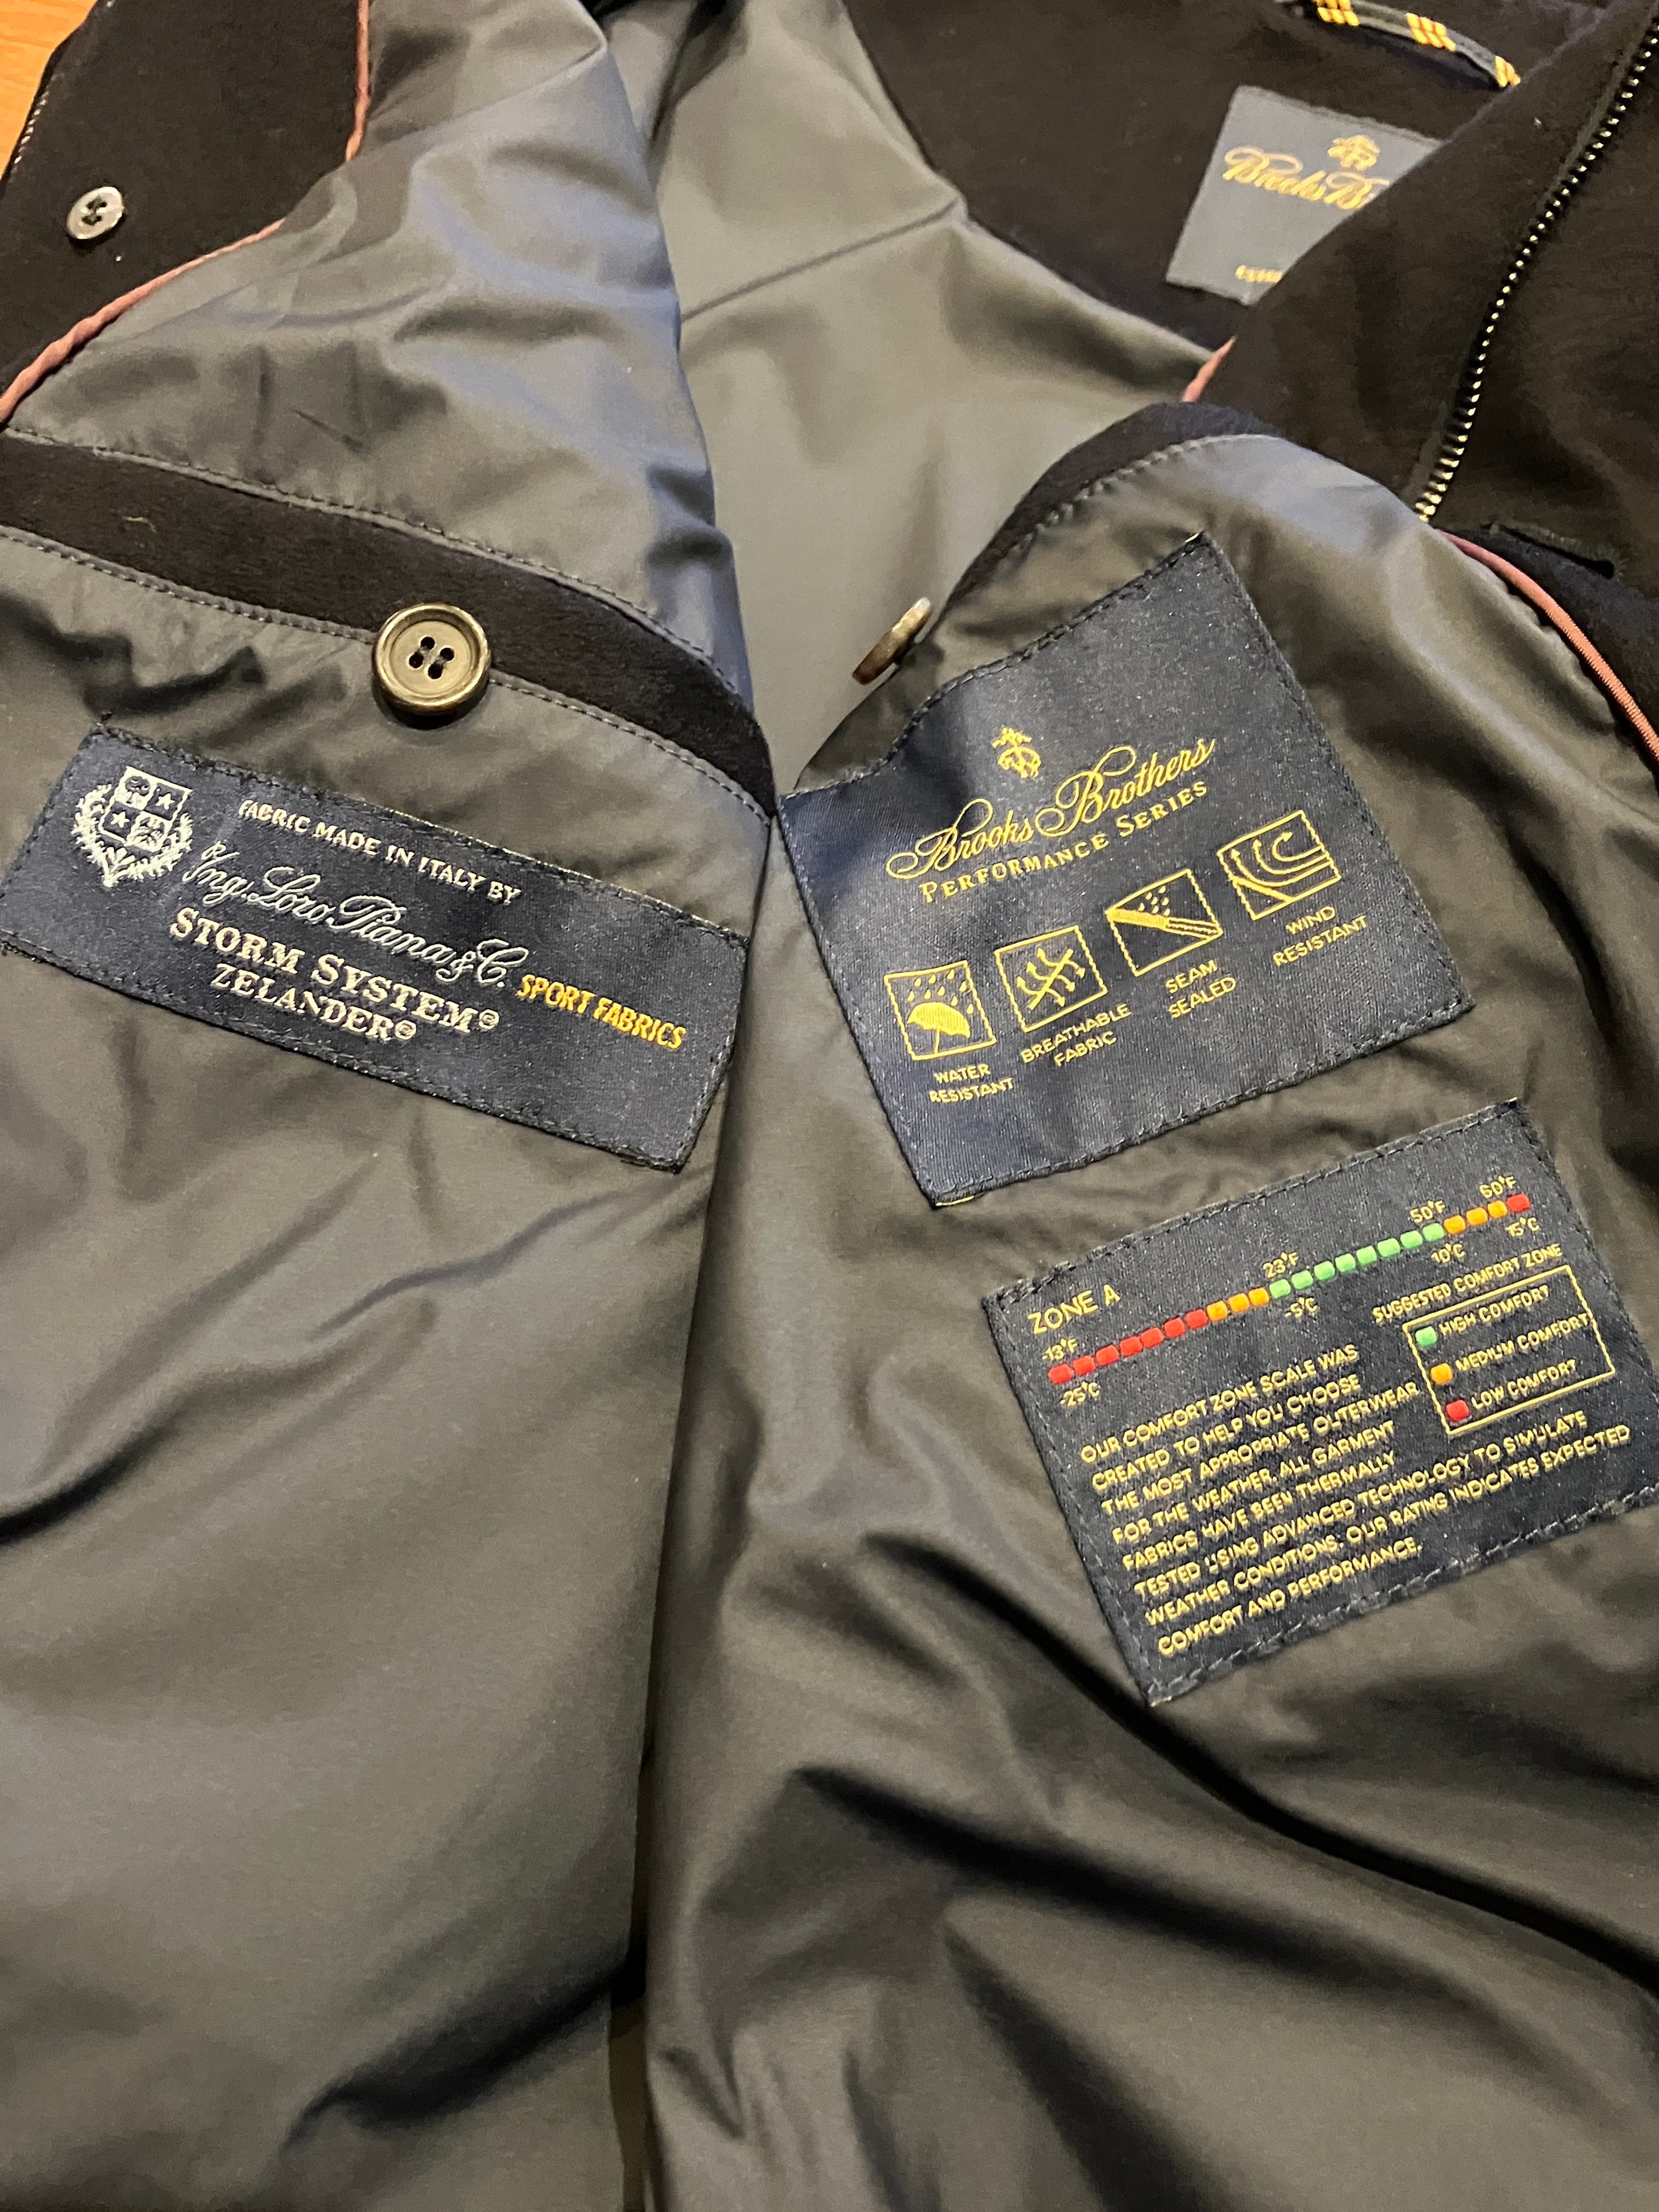 Brooks B
FABRIC MADE IN ITALY BY
Ing. Loro Piana & C.
STORM SYSTEM® SPORT FABRICS
ZELANDER®
Brooks Brothers
PERFORMANCE SERIES
WATER
RESISTANT
BREATHABLE
FABRIC
SEAM
SEALED
WIND
RESISTANT
ZONE A
-13°F 23°F 50°F 60°F
-25°C -5°C 10°C 15°C
SUGGESTED COMFORT ZONE
HIGH COMFORT
MEDIUM COMFORT
LOW COMFORT
OUR COMFORT ZONE SCALE WAS
CREATED TO HELP YOU CHOOSE
THE MOST APPROPRIATE OUTERWEAR
FOR THE WEATHER. ALL GARMENT
FABRICS HAVE BEEN THERMALLY
TESTED USING ADVANCED TECHNOLOGY TO SIMULATE
WEATHER CONDITIONS. OUR RATING INDICATES EXPECTED
COMFORT AND PERFORMANCE.